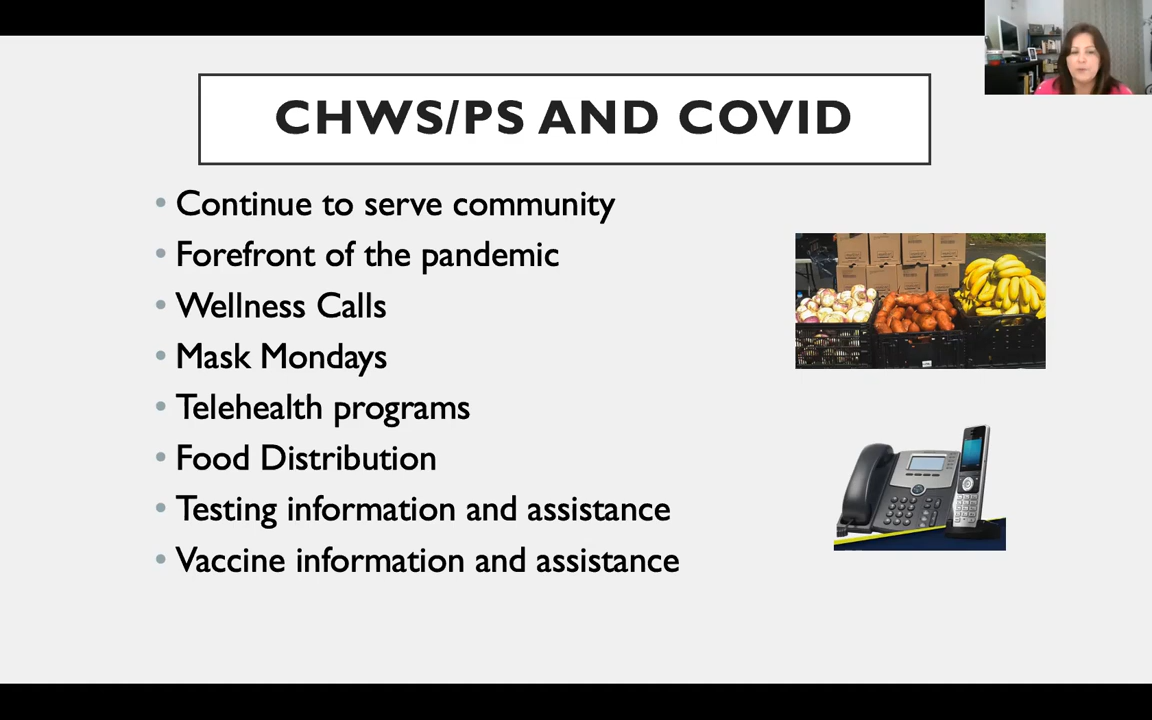 CHWS/PS AND COVID
• Continue to serve community
• Forefront of the pandemic
• Wellness Calls
• Mask Mondays
• Telehealth programs
• Food Distribution
• Testing information and assistance
• Vaccine information and assistance